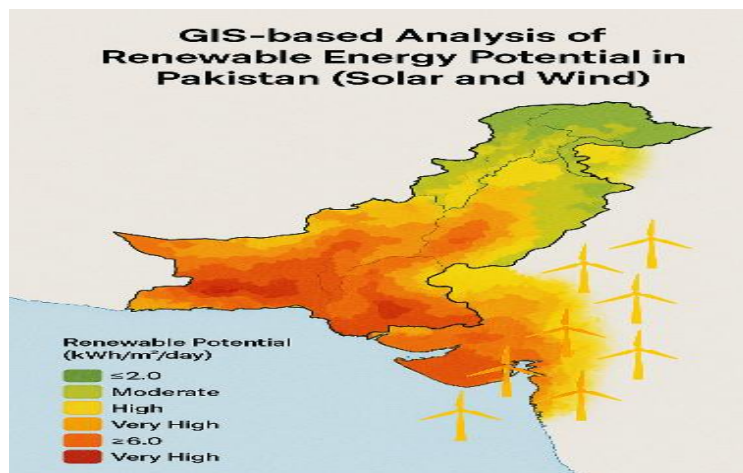 GIS-based Analysis of
Renewable Energy Potential in
Pakistan (Solar and Wind)
Renewable Potential
(kWh/m²/day)
≤2.0
Moderate
High
Very High
≥6.0
Very High